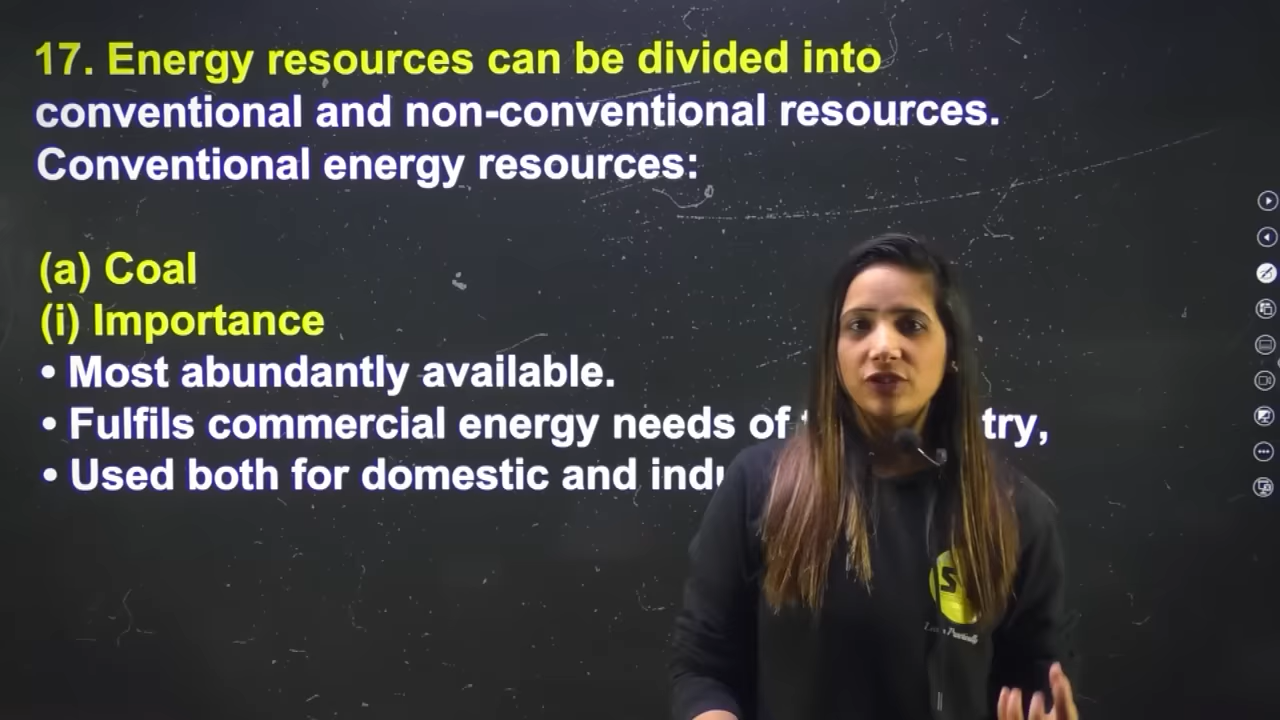 17. Energy resources can be divided into
conventional and non-conventional resources.
Conventional energy resources:
(a) Coal
(i) Importance
• Most abundantly available.
• Fulfils commercial energy needs of
• Used both for domestic and
S